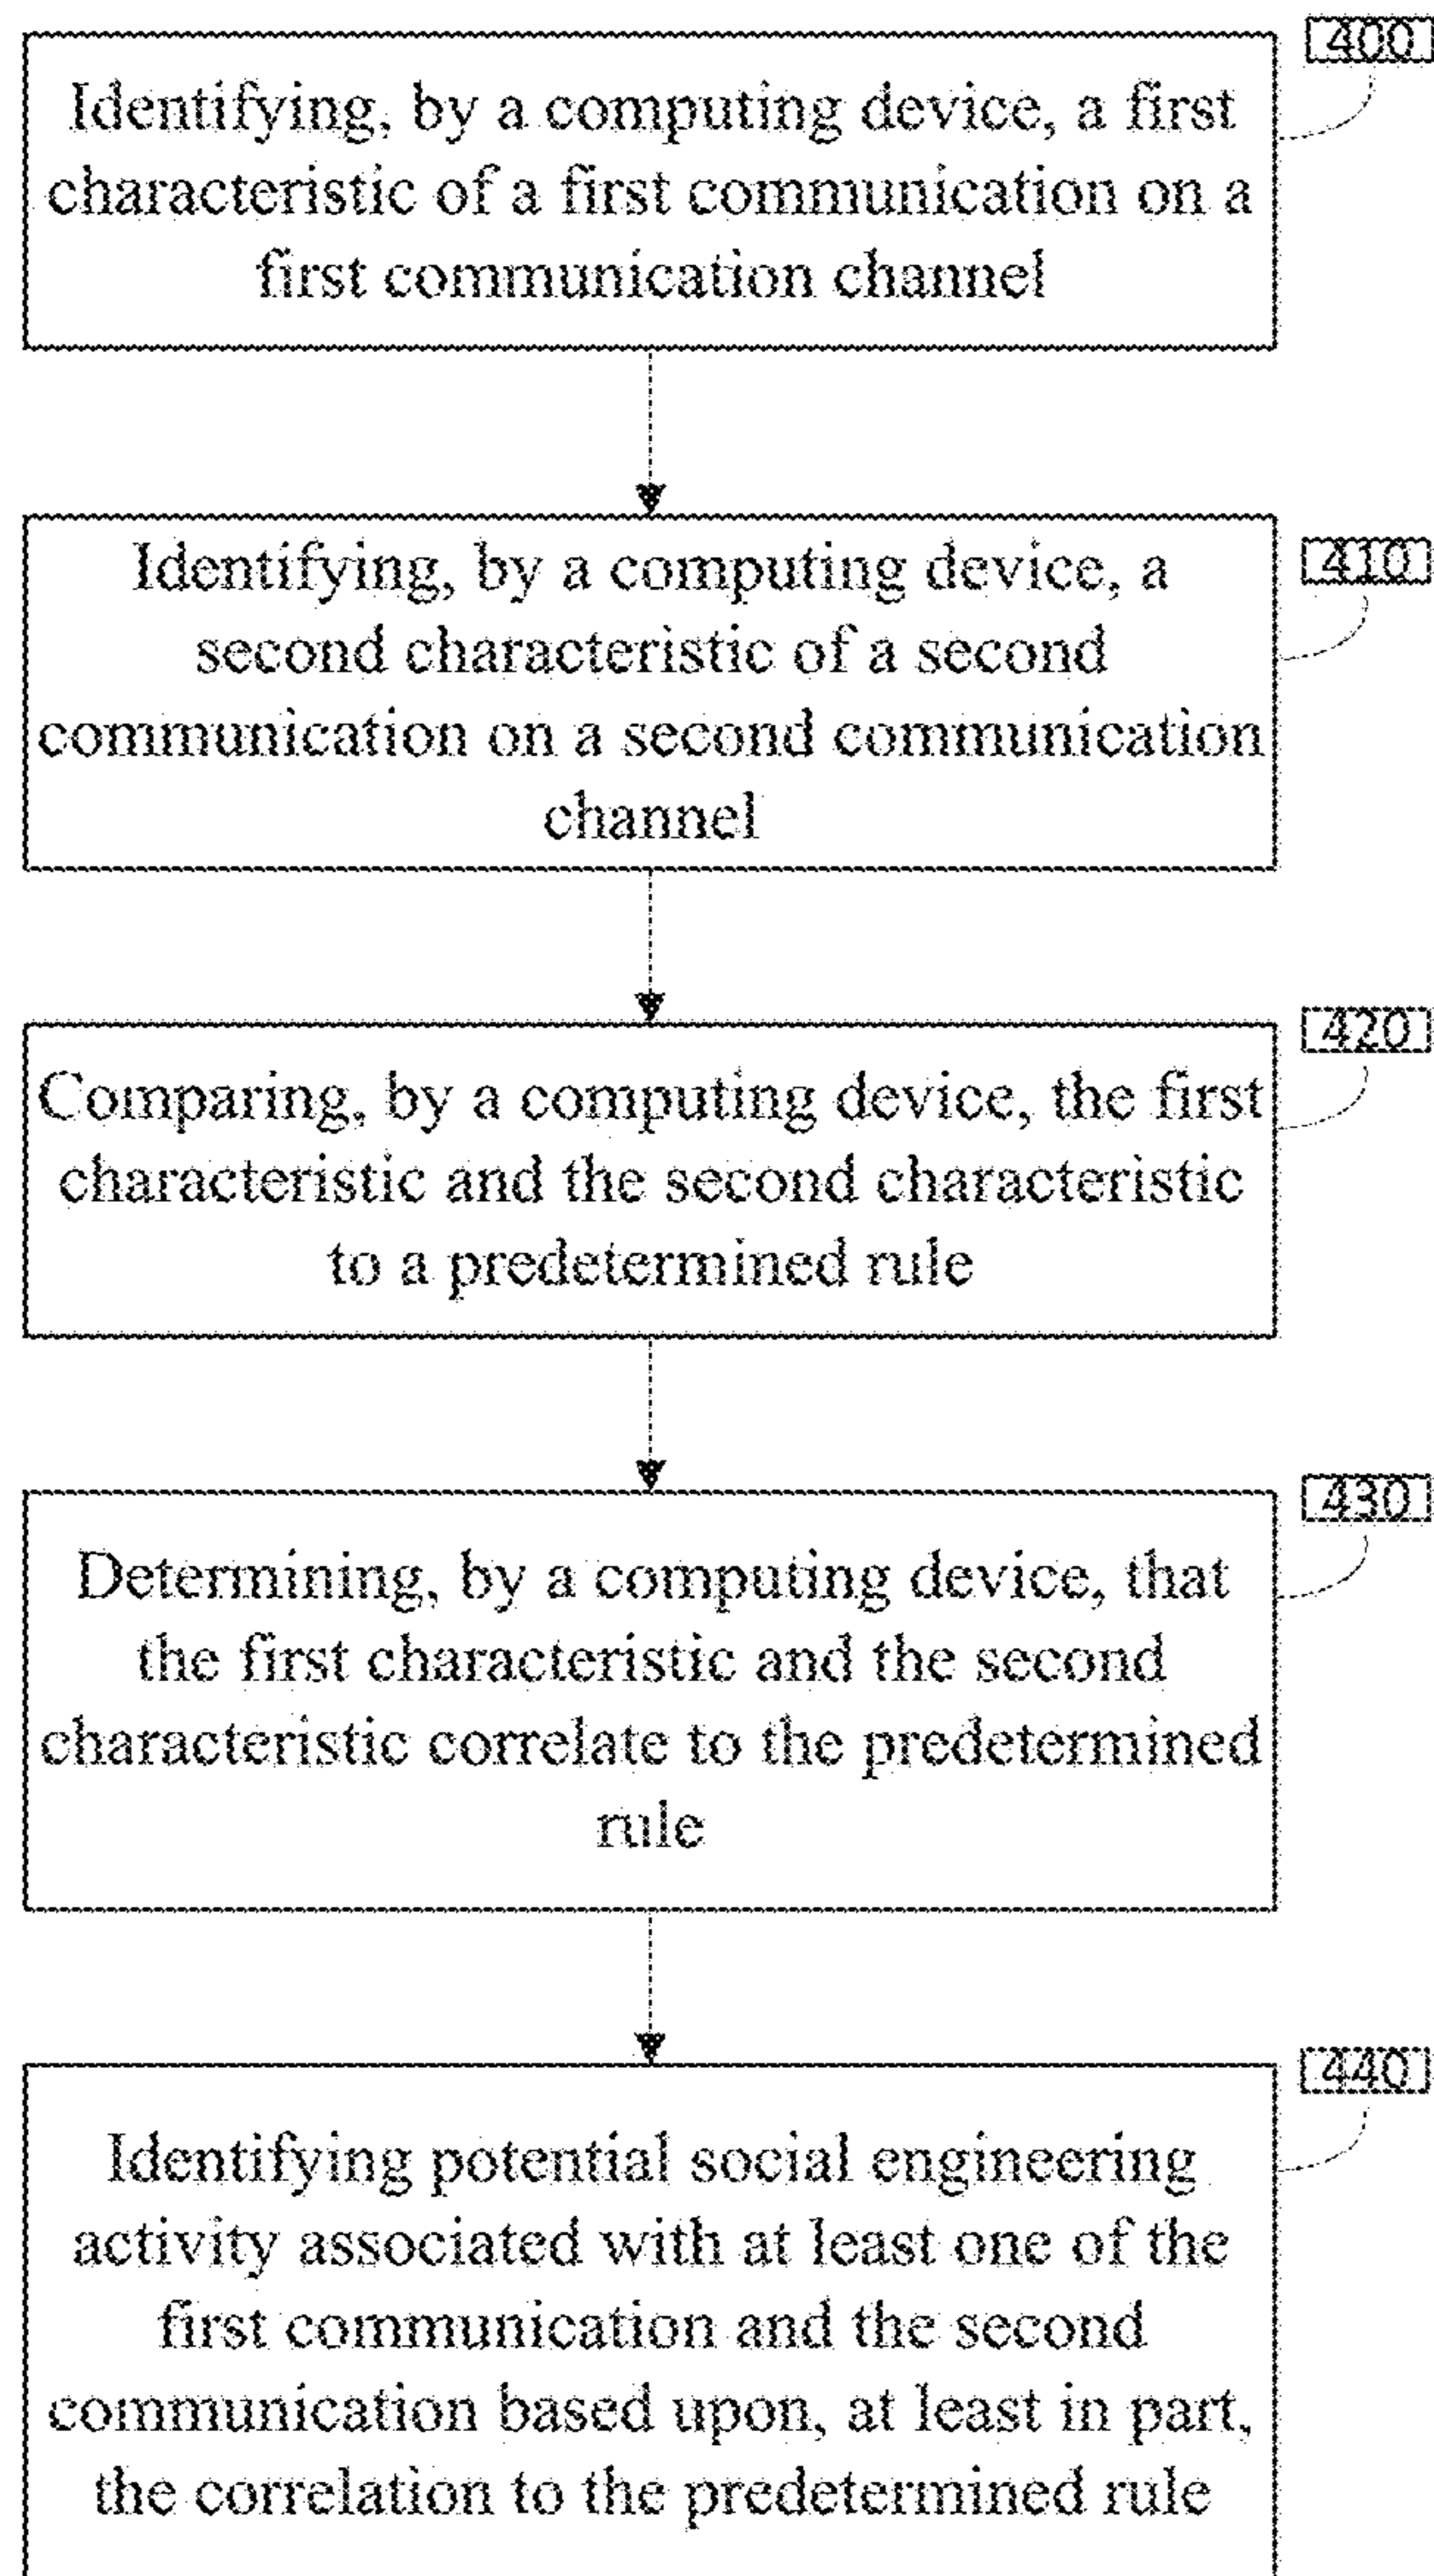 400
Identifying, by a computing device, a first
characteristic of a first communication on a
first communication channel
410
Identifying, by a computing device, a
second characteristic of a second
communication on a second communication
channel
420
Comparing, by a computing device, the first
characteristic and the second characteristic
to a predetermined rule
430
Determining, by a computing device, that
the first characteristic and the second
characteristic correlate to the predetermined
rule
440
Identifying potential social engineering
activity associated with at least one of the
first communication and the second
communication based upon, at least in part,
the correlation to the predetermined rule